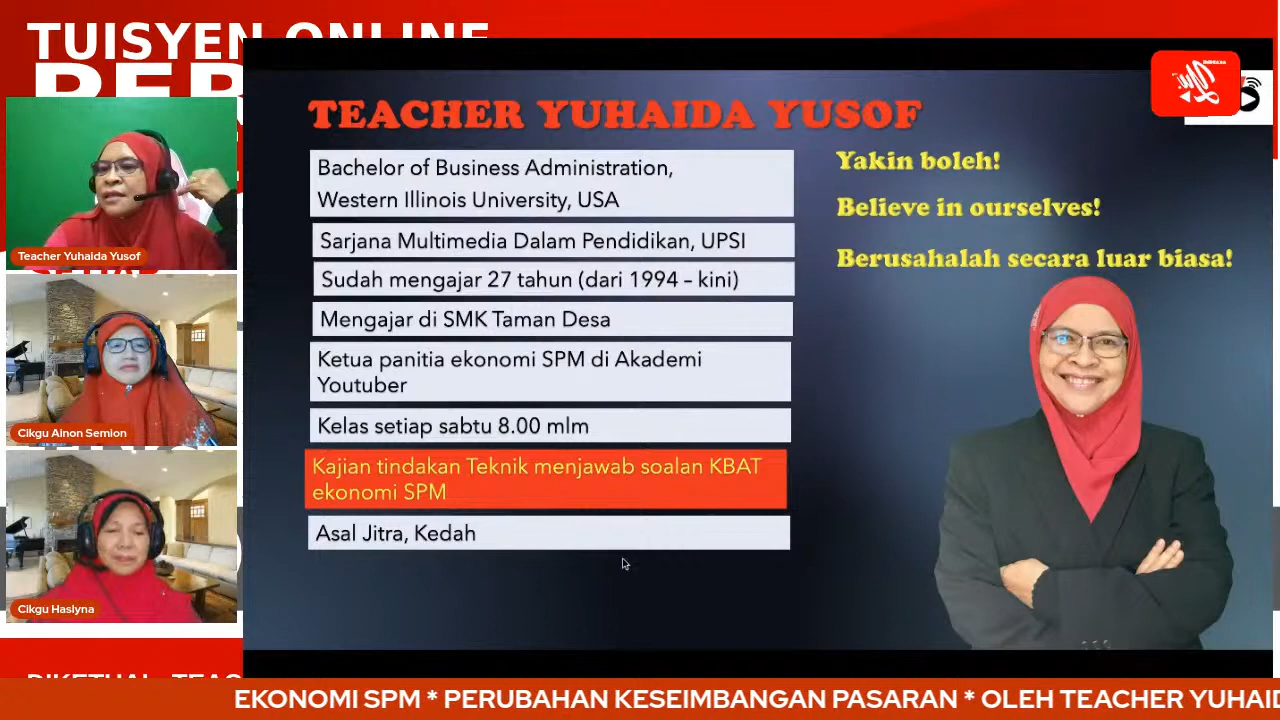 TUISYEN ONLINE
TEACHER YUHAIDA YUSOF
Bachelor of Business Administration,
Western Illinois University, USA
Sarjana Multimedia Dalam Pendidikan, UPSI
Sudah mengajar 27 tahun (dari 1994 – kini)
Mengajar di SMK Taman Desa
Ketua panitia ekonomi SPM di Akademi
Youtuber
Kelas setiap sabtu 8.00 mlm
Kajian tindakan Teknik menjawab soalan KBAT
ekonomi SPM
Asal Jitra, Kedah
Yakin boleh!
Believe in ourselves!
Berusahalah secara luar biasa!
Teacher Yuhaida Yusof
Cikgu Ainon Semion
Cikgu Haslyna
EKONOMI SPM * PERUBAHAN KESEIMBANGAN PASARAN * OLEH TEACHER YUHAID